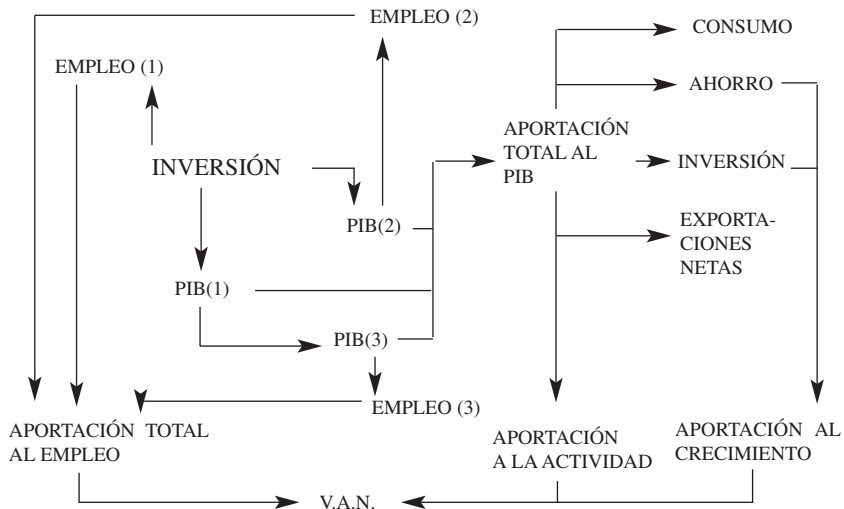 EMPLEO (2)
CONSUMO
EMPLEO (1)
AHORRO
APORTACIÓN
TOTAL AL
PIB
INVERSIÓN
INVERSIÓN
EXPORTA-
CIONES
NETAS
PIB(2)
PIB(1)
PIB(3)
EMPLEO (3)
APORTACIÓN TOTAL
AL EMPLEO
APORTACIÓN
A LA ACTIVIDAD
APORTACIÓN AL
CRECIMIENTO
V.A.N.